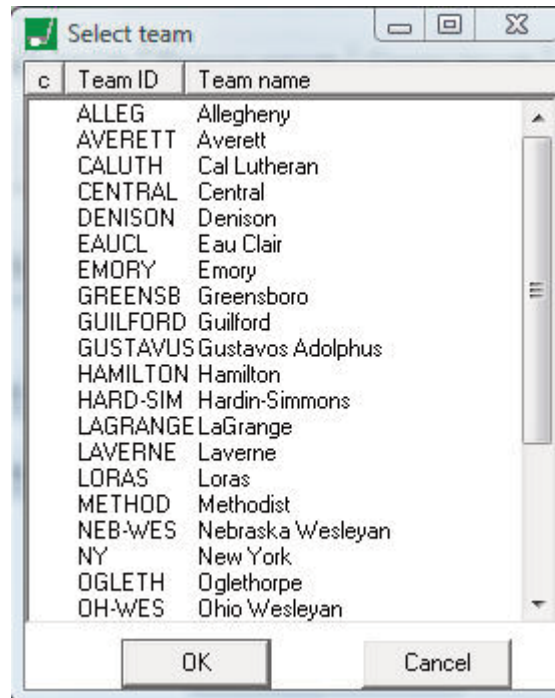 Select team
c Team ID Team name
ALLEG Allegheny
AVERETT Averett
CALUTH Cal Lutheran
CENTRAL Central
DENISON Denison
EAUCL Eau Clair
EMORY Emory
GREENSB Greensboro
GUILFORD Guilford
GUSTAVUS Gustavos Adolphus
HAMILTON Hamilton
HARD-SIM Hardin-Simmons
LAGRANGE LaGrange
LAVERNE Laverne
LORAS Loras
METHOD Methodist
NEB-WES Nebraska Wesleyan
NY New York
OGLETH Oglethorpe
OH-WES Ohio Wesleyan
OK Cancel